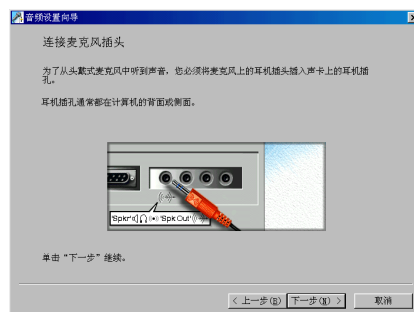 音频设置向导
连接麦克风插头
为了从头戴式麦克风中听到声音，您必须将麦克风上的耳机插头插入声卡上的耳机插
孔。
耳机插孔通常都在计算机的背面或侧面。
'Spkr' 'Spk Out'
单击“下一步”继续。
< 上一步(B) 下一步(N) > 取消